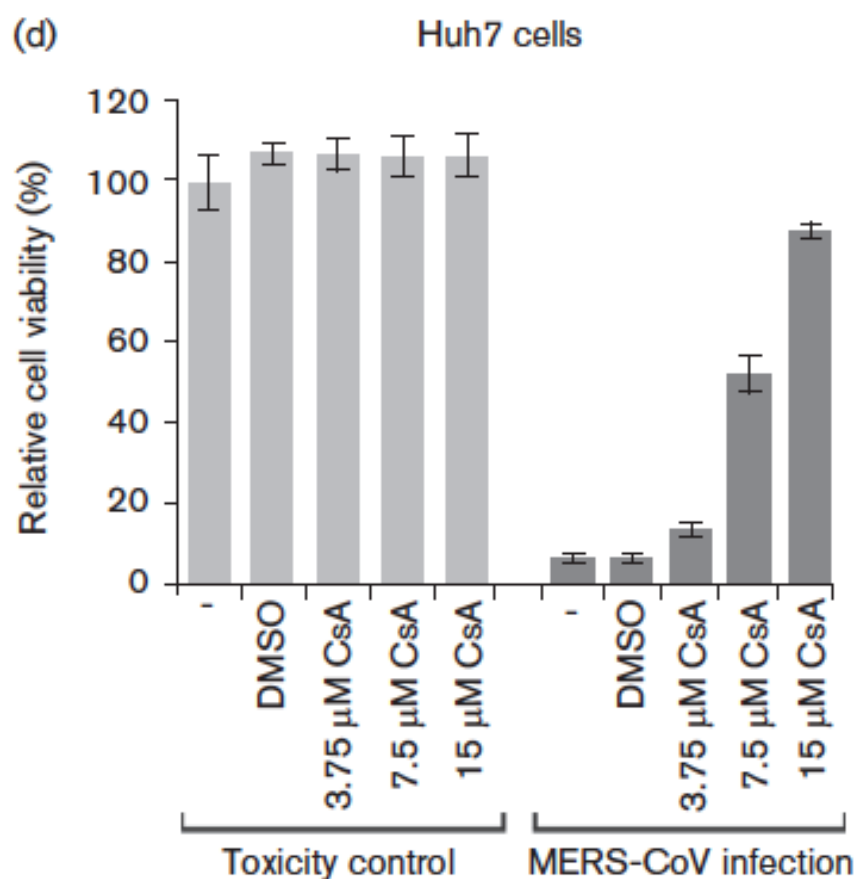 (d)
Huh7 cells
Relative cell viability (%)
120
100
80
60
40
20
0
-
DMSO
3.75 µM CsA
7.5 µM CsA
15 µM CsA
-
DMSO
3.75 µM CsA
7.5 µM CsA
15 µM CsA
Toxicity control
MERS-CoV infection